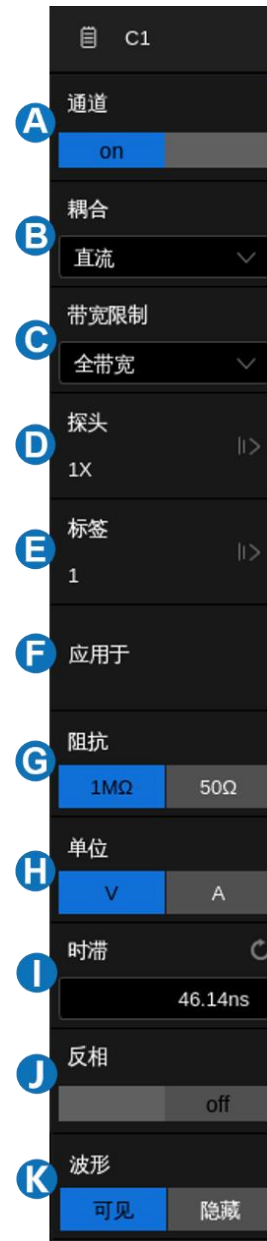 C1
A
通道
on
B
耦合
直流
C
带宽限制
全带宽
D
探头
1X
E
标签
1
F
应用于
G
阻抗
1MΩ 50Ω
H
单位
V A
I
时滞
46.14ns
J
反相
off
K
波形
可见 隐藏